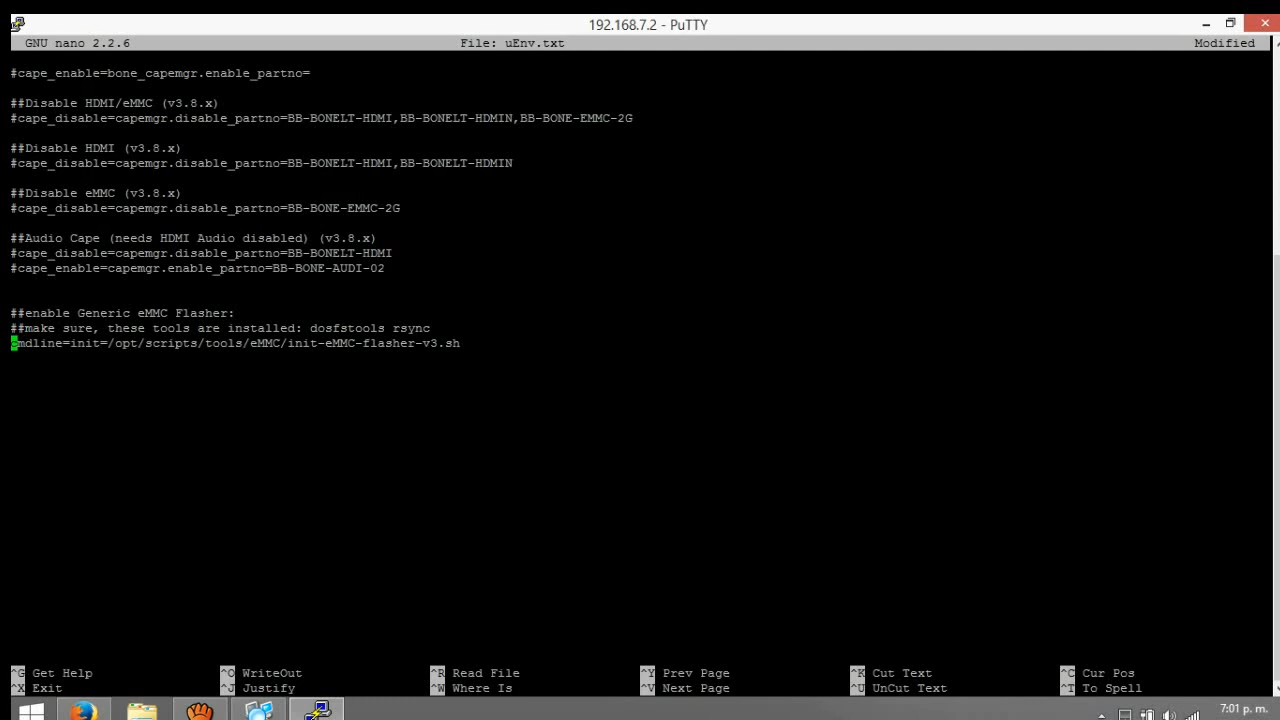 192.168.7.2 - PuTTY
GNU nano 2.2.6 File: uEnv.txt Modified
#cape_enable=bone_capemgr.enable_partno=
##Disable HDMI/eMMC (v3.8.x)
#cape_disable=capemgr.disable_partno=BB-BONELT-HDMI,BB-BONELT-HDMIN,BB-BONE-EMMC-2G
##Disable HDMI (v3.8.x)
#cape_disable=capemgr.disable_partno=BB-BONELT-HDMI,BB-BONELT-HDMIN
##Disable eMMC (v3.8.x)
#cape_disable=capemgr.disable_partno=BB-BONE-EMMC-2G
##Audio Cape (needs HDMI Audio disabled) (v3.8.x)
#cape_disable=capemgr.disable_partno=BB-BONELT-HDMI
#cape_enable=capemgr.enable_partno=BB-BONE-AUDI-02
##enable Generic eMMC Flasher:
##make sure, these tools are installed: dosfstools rsync
cmdline=init=/opt/scripts/tools/eMMC/init-eMMC-flasher-v3.sh
^G Get Help ^O WriteOut ^R Read File ^Y Prev Page ^K Cut Text ^C Cur Pos
^X Exit ^J Justify ^W Where Is ^V Next Page ^U UnCut Text ^T To Spell
7:01 p. m.